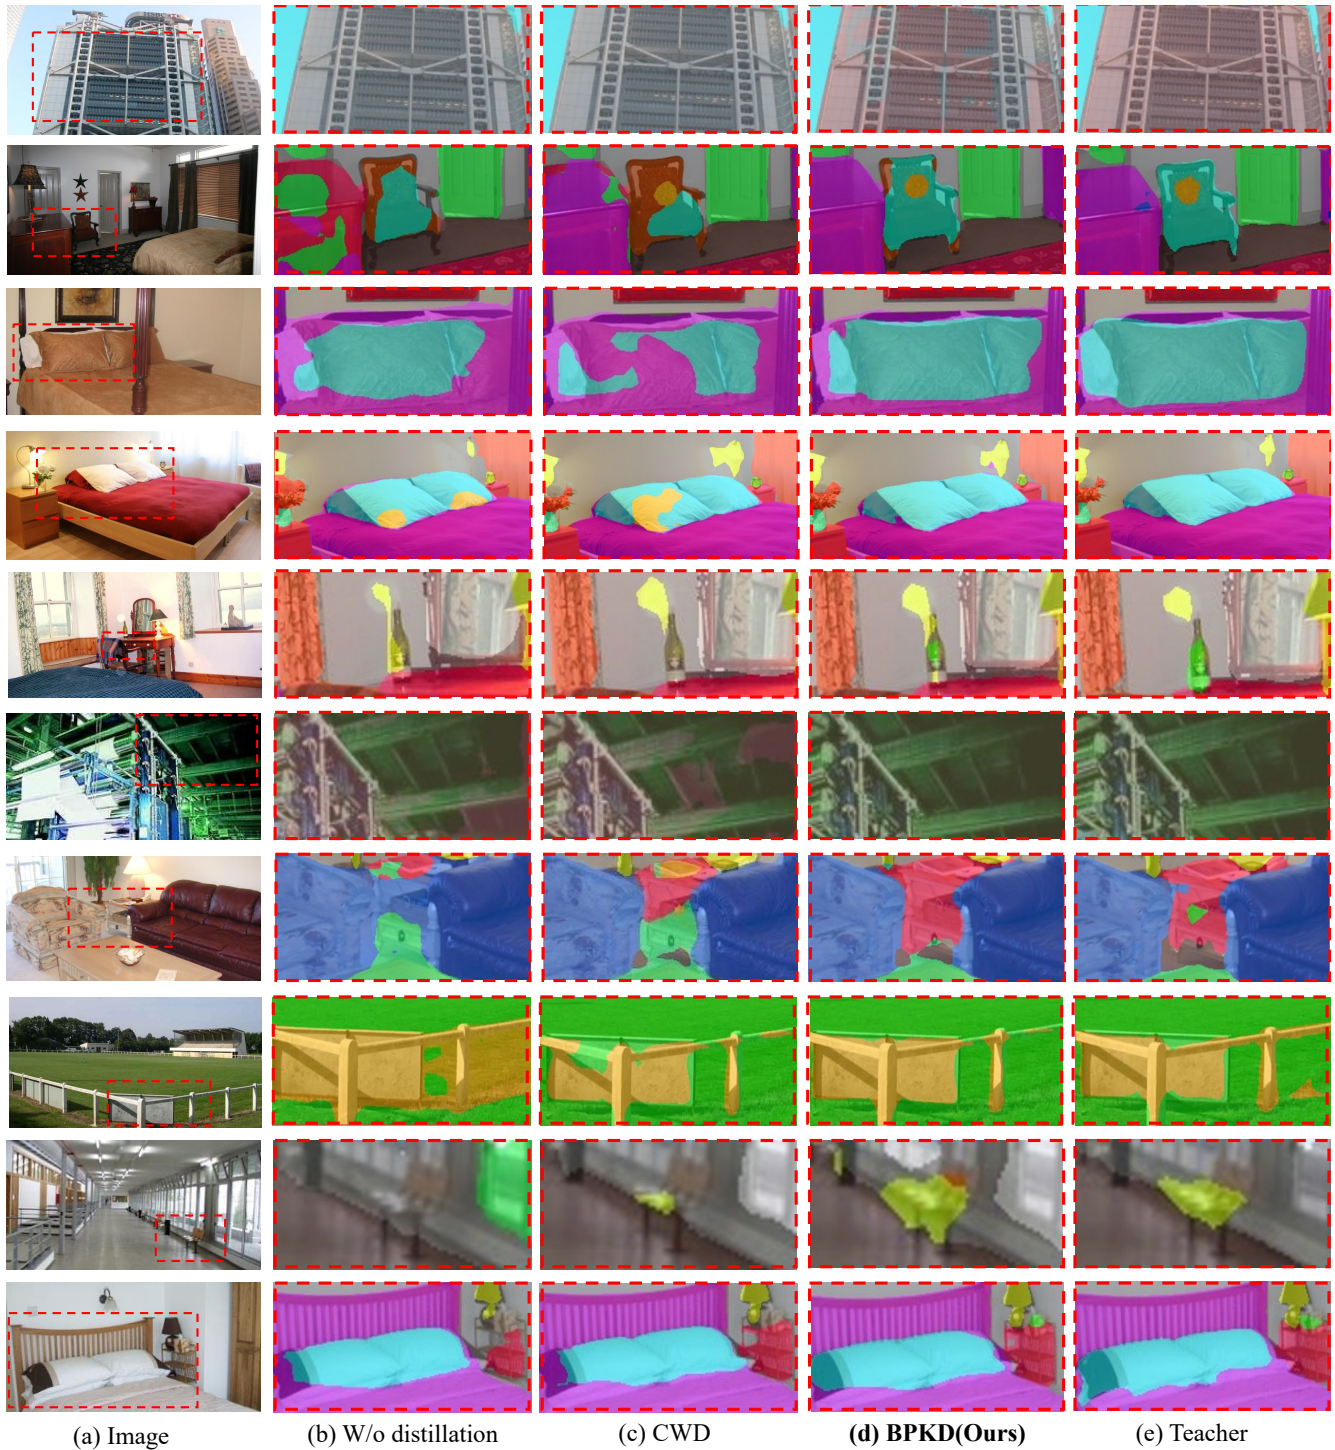 (a) Image
(b) W/o distillation
(c) CWD
(d) BPKD(Ours)
(e) Teacher